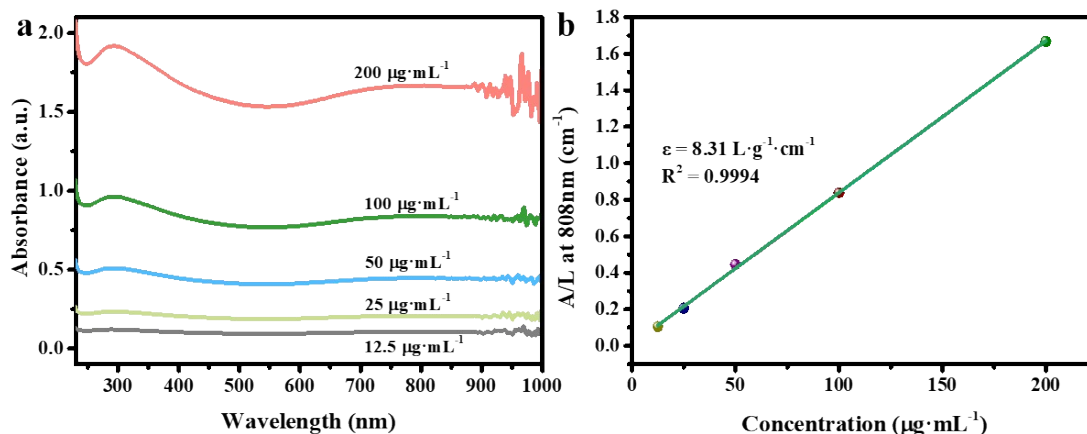 a
Absorbance (a.u.)
2.0
1.5
1.0
0.5
0.0
200 μg·mL⁻¹
100 μg·mL⁻¹
50 μg·mL⁻¹
25 μg·mL⁻¹
12.5 μg·mL⁻¹
300 400 500 600 700 800 900 1000
Wavelength (nm)
b
A/L at 808nm (cm⁻¹)
1.8
1.6
1.4
1.2
1.0
0.8
0.6
0.4
0.2
0.0
ε = 8.31 L·g⁻¹·cm⁻¹
R² = 0.9994
0 50 100 150 200
Concentration (μg·mL⁻¹)